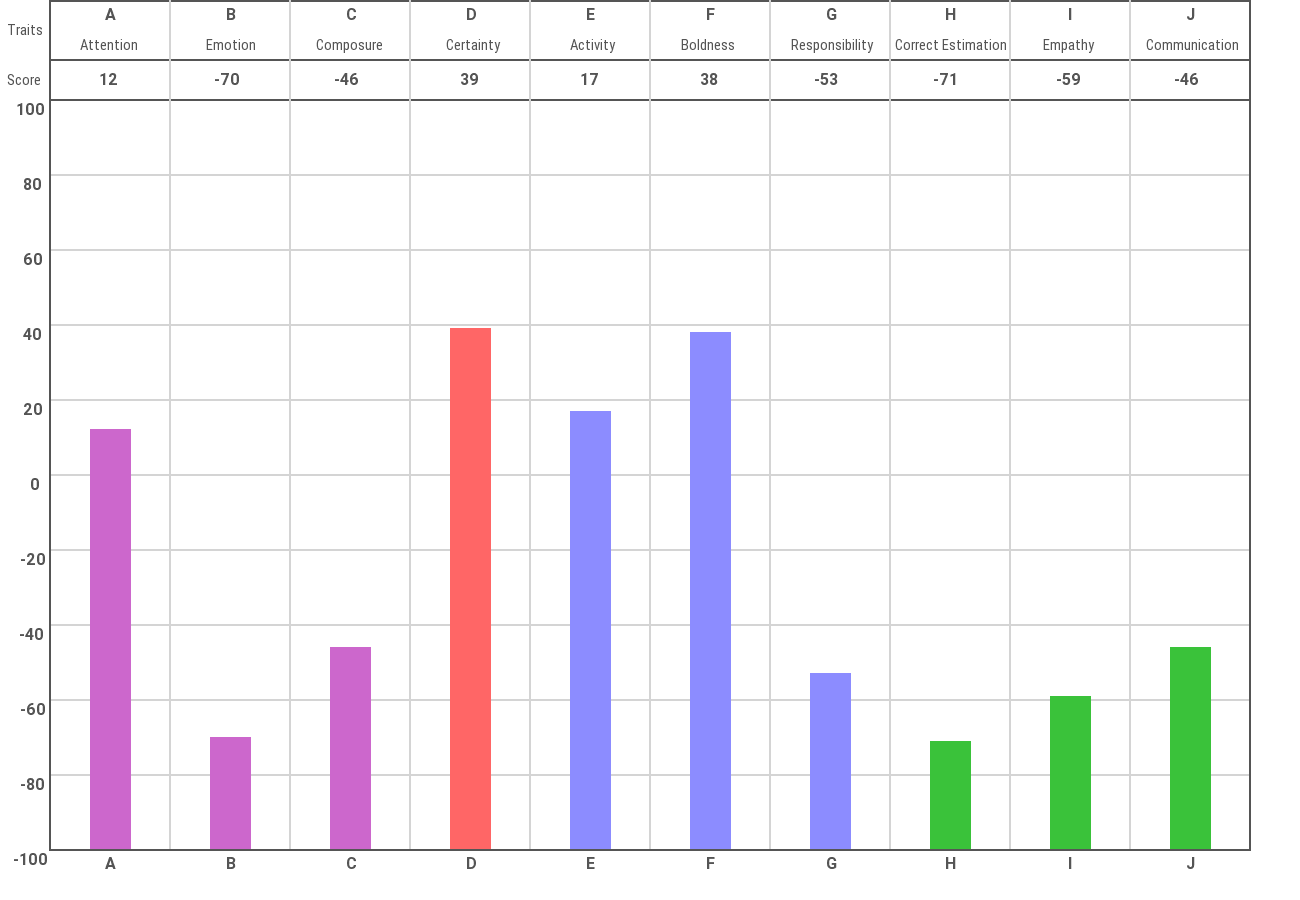 Traits A B C D E F G H I J
Attention Emotion Composure Certainty Activity Boldness Responsibility Correct Estimation Empathy Communication
Score 12 -70 -46 39 17 38 -53 -71 -59 -46
100
80
60
40
20
0
-20
-40
-60
-80
-100
A B C D E F G H I J